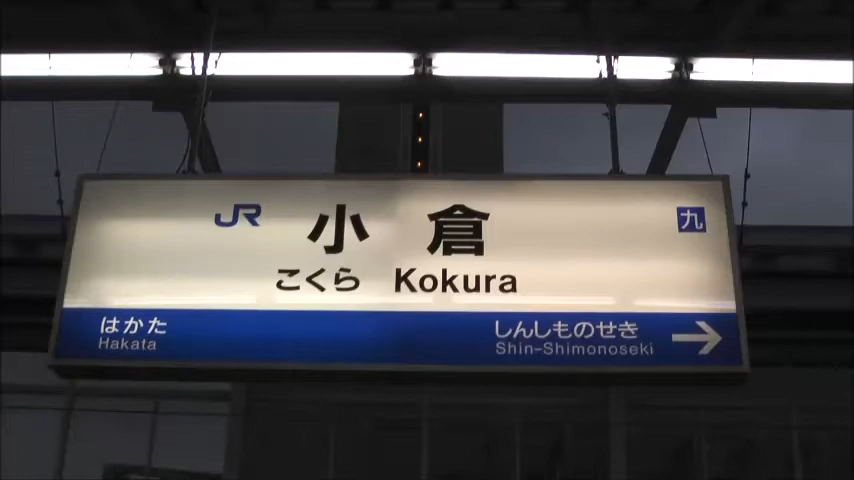 JR 小倉 九
こくら Kokura
はかた
Hakata
しんしものせき →
Shin-Shimonoseki